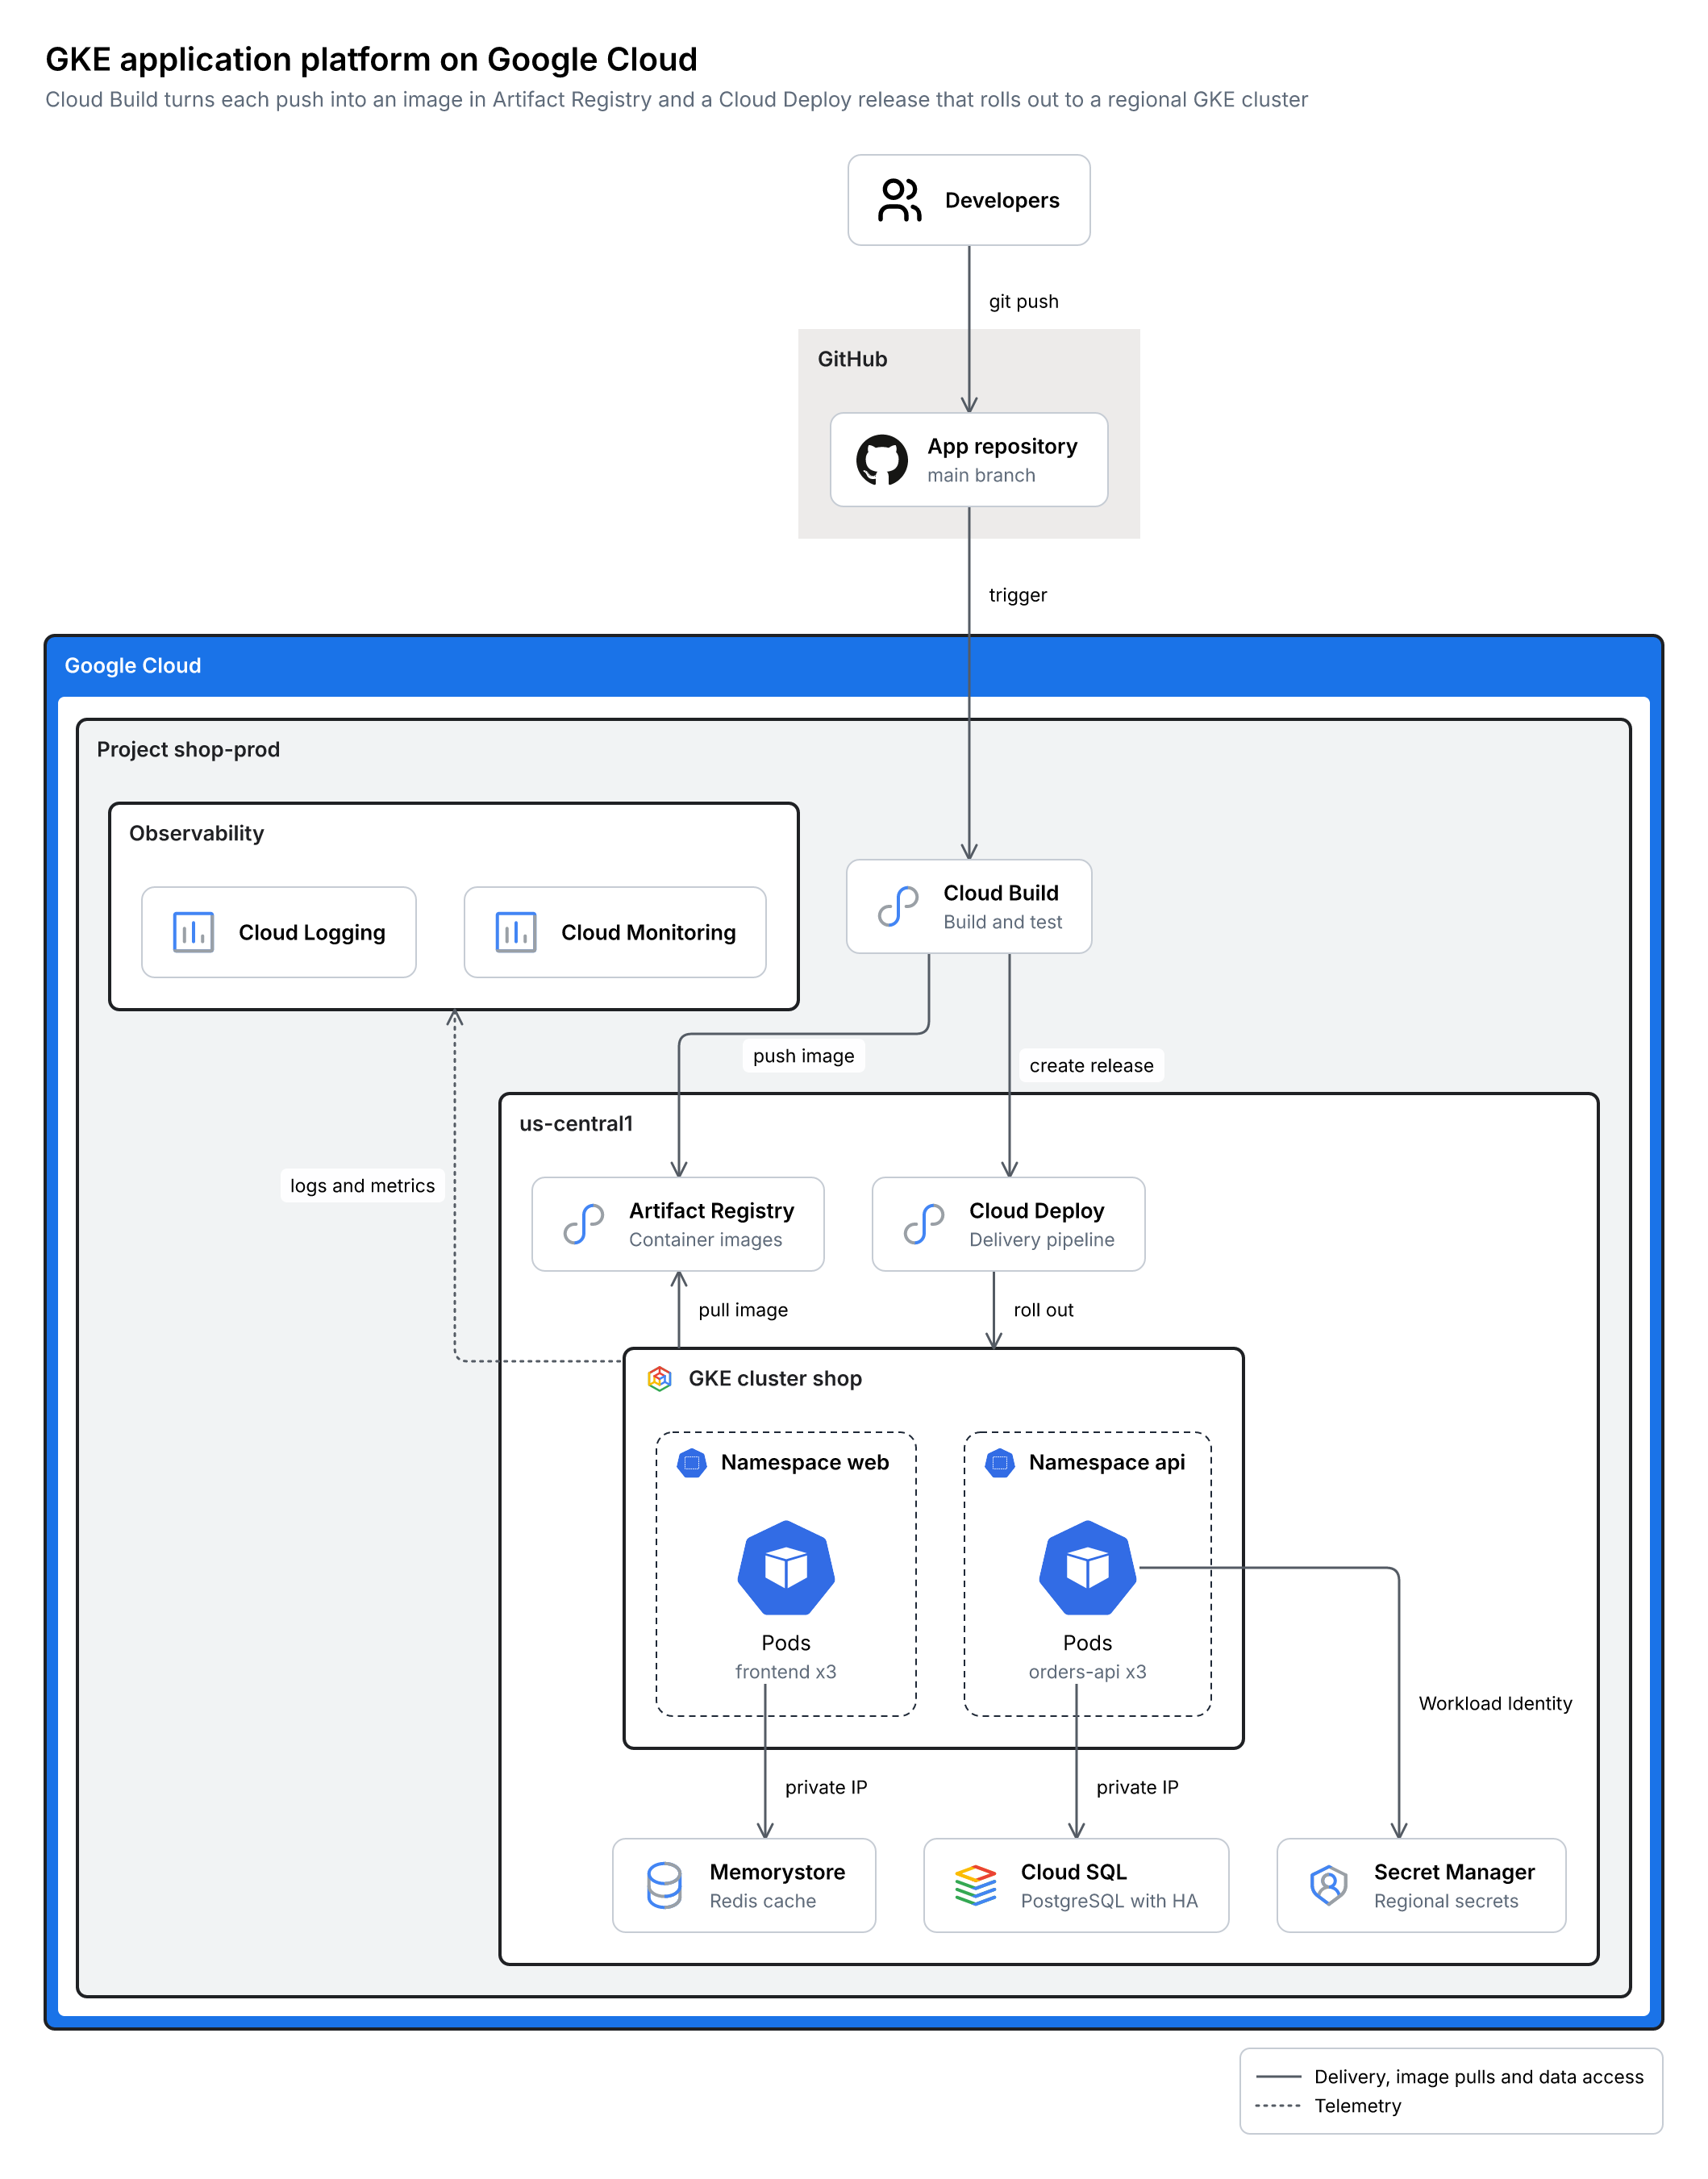 GKE application platform on Google Cloud
Cloud Build turns each push into an image in Artifact Registry and a Cloud Deploy release that rolls out to a regional GKE cluster
Developers
git push
GitHub
App repository
main branch
trigger
Google Cloud
Project shop-prod
Observability
Cloud Logging
Cloud Monitoring
Cloud Build
Build and test
push image
create release
us-central1
logs and metrics
Artifact Registry
Container images
Cloud Deploy
Delivery pipeline
pull image
roll out
GKE cluster shop
Namespace web
Namespace api
Pods
frontend x3
Pods
orders-api x3
Workload Identity
private IP
private IP
Memorystore
Redis cache
Cloud SQL
PostgreSQL with HA
Secret Manager
Regional secrets
Delivery, image pulls and data access
Telemetry